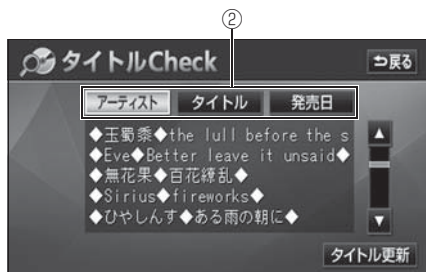 ②
タイトルCheck
戻る
アーティスト タイトル 発売日
◆玉蜀黍◆the lull before the s
◆Eve◆Better leave it unsaid◆
◆無花果◆百花繚乱◆
◆Sirius◆fireworks◆
◆ひやしんす◆ある雨の朝に◆
タイトル更新